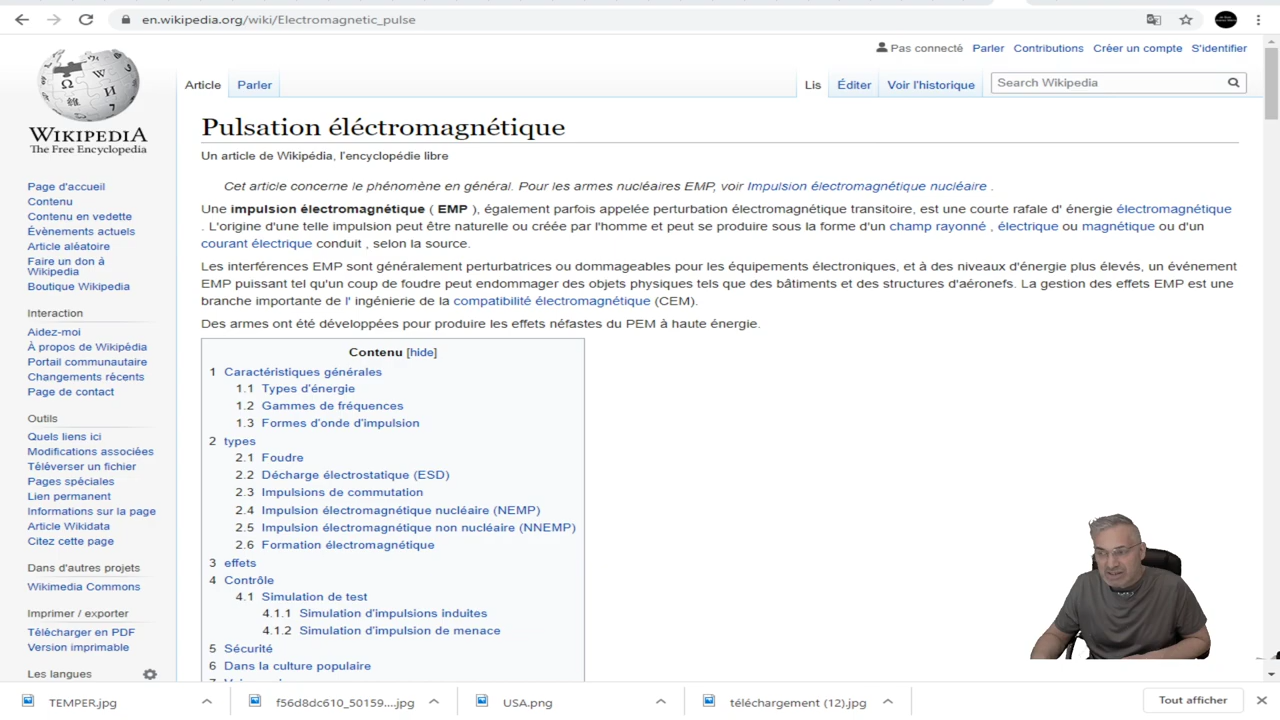 en.wikipedia.org/wiki/Electromagnetic_pulse
Pas connecté Parler Contributions Créer un compte S'identifier
Article Parler Lis Éditer Voir l'historique Search Wikipedia
WIKIPEDIA
The Free Encyclopedia
Page d'accueil
Contenu
Contenu en vedette
Évènements actuels
Article aléatoire
Faire un don à
Wikipedia
Boutique Wikipedia
Interaction
Aidez-moi
À propos de Wikipédia
Portail communautaire
Changements récents
Page de contact
Outils
Quels liens ici
Modifications associées
Téléverser un fichier
Pages spéciales
Lien permanent
Informations sur la page
Article Wikidata
Citez cette page
Dans d'autres projets
Wikimedia Commons
Imprimer / exporter
Télécharger en PDF
Version imprimable
Les langues
Pulsation éléctromagnétique
Un article de Wikipédia, l'encyclopédie libre
Cet article concerne le phénomène en général. Pour les armes nucléaires EMP, voir Impulsion électromagnétique nucléaire .
Une impulsion électromagnétique ( EMP ), également parfois appelée perturbation électromagnétique transitoire, est une courte rafale d' énergie électromagnétique
. L'origine d'une telle impulsion peut être naturelle ou créée par l'homme et peut se produire sous la forme d'un champ rayonné , électrique ou magnétique ou d'un
courant électrique conduit , selon la source.
Les interférences EMP sont généralement perturbatrices ou dommageables pour les équipements électroniques, et à des niveaux d'énergie plus élevés, un événement
EMP puissant tel qu'un coup de foudre peut endommager des objets physiques tels que des bâtiments et des structures d'aéronefs. La gestion des effets EMP est une
branche importante de l' ingénierie de la compatibilité électromagnétique (CEM).
Des armes ont été développées pour produire les effets néfastes du PEM à haute énergie.
Contenu [hide]
1 Caractéristiques générales
1.1 Types d'énergie
1.2 Gammes de fréquences
1.3 Formes d'onde d'impulsion
2 types
2.1 Foudre
2.2 Décharge électrostatique (ESD)
2.3 Impulsions de commutation
2.4 Impulsion électromagnétique nucléaire (NEMP)
2.5 Impulsion électromagnétique non nucléaire (NNEMP)
2.6 Formation électromagnétique
3 effets
4 Contrôle
4.1 Simulation de test
4.1.1 Simulation d'impulsions induites
4.1.2 Simulation d'impulsion de menace
5 Sécurité
6 Dans la culture populaire
TEMPER.jpg f56d8dc610_50159....jpg USA.png téléchargement (12).jpg Tout afficher